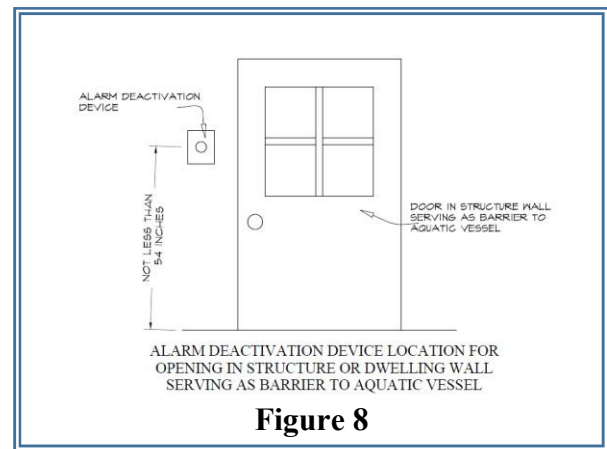 ALARM DEACTIVATION
DEVICE
NOT LESS THAN
54 INCHES
DOOR IN STRUCTURE WALL
SERVING AS BARRIER TO
AQUATIC VESSEL
ALARM DEACTIVATION DEVICE LOCATION FOR
OPENING IN STRUCTURE OR DWELLING WALL
SERVING AS BARRIER TO AQUATIC VESSEL
Figure 8